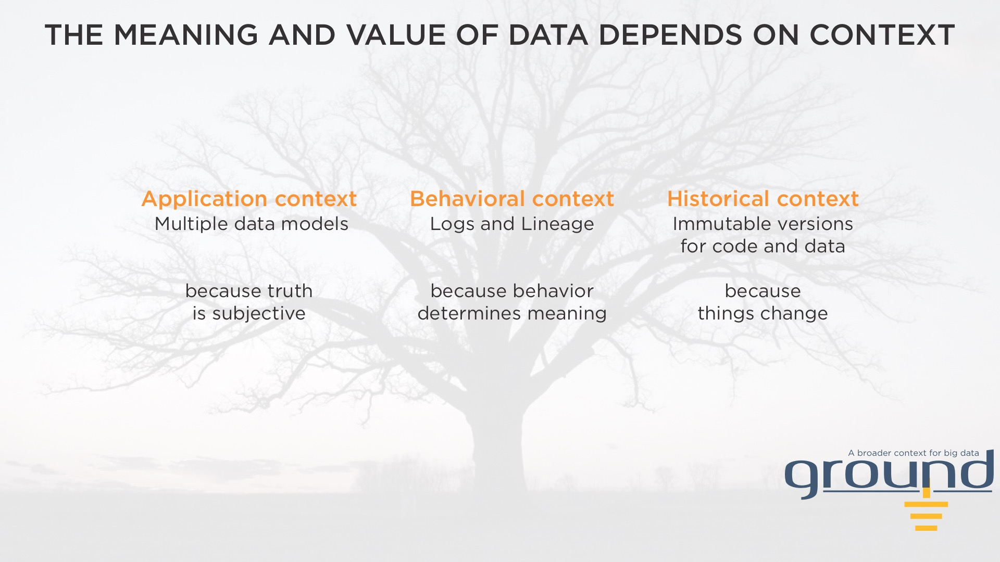 THE MEANING AND VALUE OF DATA DEPENDS ON CONTEXT
Application context
Multiple data models
because truth
is subjective
Behavioral context
Logs and Lineage
because behavior
determines meaning
Historical context
Immutable versions
for code and data
because
things change
A broader context for big data
ground